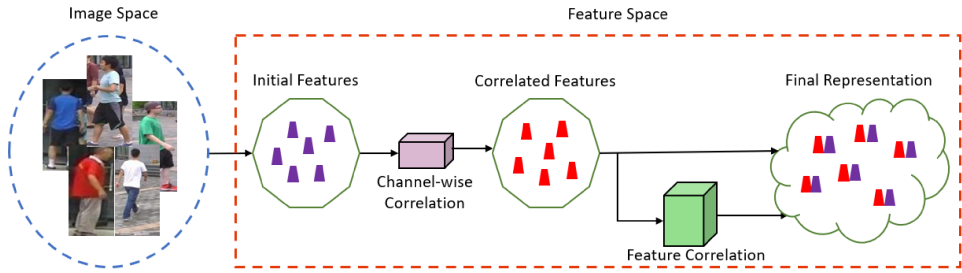 Image Space
Feature Space
Initial Features
Correlated Features
Final Representation
Channel-wise
Correlation
Feature Correlation